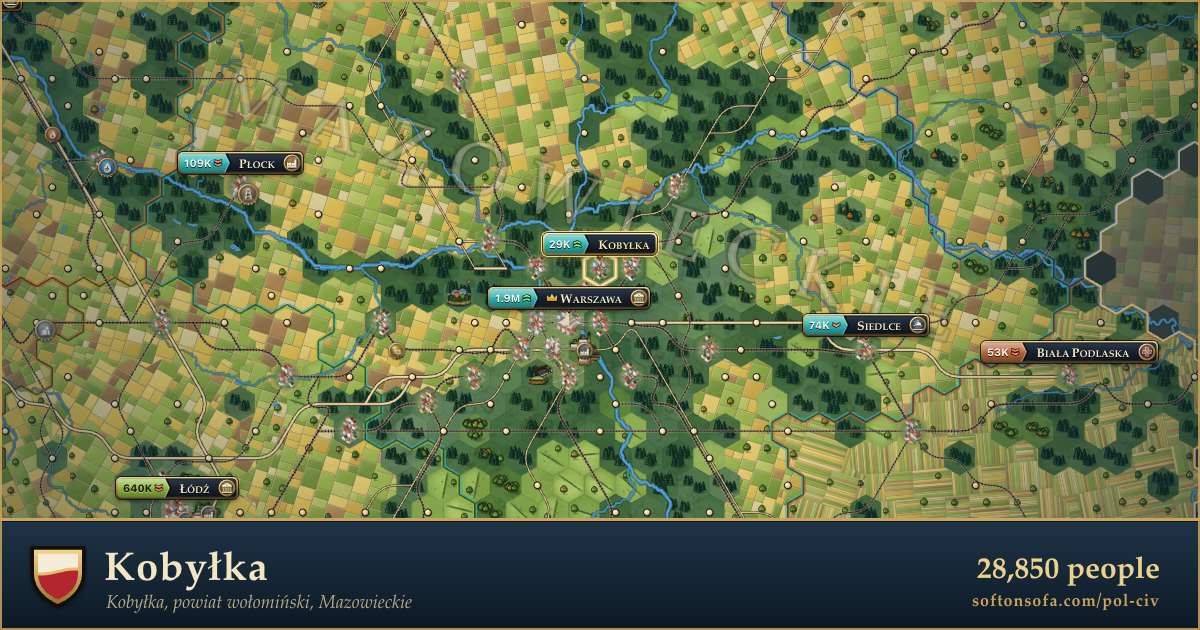 MAZOWIECKIE
109K PŁOCK
29K KOBYŁKA
1.9M WARSZAWA
74K SIEDLCE
53K BIAŁA PODLASKA
640K ŁÓDŹ
Kobyłka
Kobyłka, powiat wołomiński, Mazowieckie
28,850 people
softonsofa.com/pol-civ